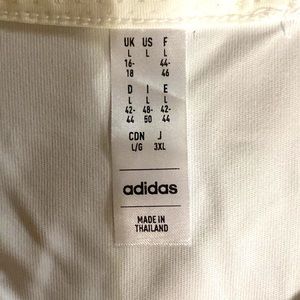 UK US F
L L L
16- 44-
18 46
D I E
L L L
42- 48- 42-
44 50 44
CDN J
L/G 3XL
adidas
MADE IN
THAILAND